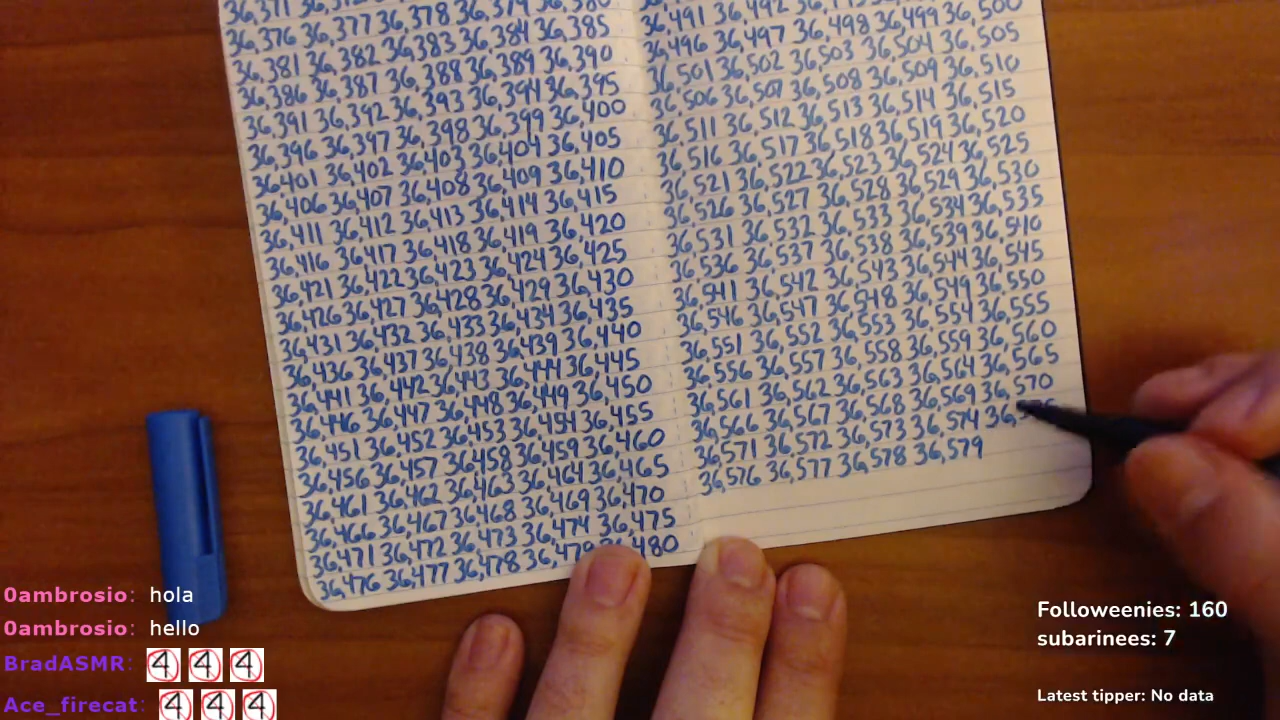 36,371
36,376 36,377 36,378 36,379 36,380
36,381 36,382 36,383 36,384 36,385
36,386 36,387 36,388 36,389 36,390
36,391 36,392 36,393 36,394 36,395
36,396 36,397 36,398 36,399 36,400
36,401 36,402 36,403 36,404 36,405
36,406 36,407 36,408 36,409 36,410
36,411 36,412 36,413 36,414 36,415
36,416 36,417 36,418 36,419 36,420
36,421 36,422 36,423 36,424 36,425
36,426 36,427 36,428 36,429 36,430
36,431 36,432 36,433 36,434 36,435
36,436 36,437 36,438 36,439 36,440
36,441 36,442 36,443 36,444 36,445
36,446 36,447 36,448 36,449 36,450
36,451 36,452 36,453 36,454 36,455
36,456 36,457 36,458 36,459 36,460
36,461 36,462 36,463 36,464 36,465
36,466 36,467 36,468 36,469 36,470
36,471 36,472 36,473 36,474 36,475
36,476 36,477 36,478 36,479 36,480
36,491 36,492
36,496 36,497 36,498 36,499 36,500
36,501 36,502 36,503 36,504 36,505
36,506 36,507 36,508 36,509 36,510
36,511 36,512 36,513 36,514 36,515
36,516 36,517 36,518 36,519 36,520
36,521 36,522 36,523 36,524 36,525
36,526 36,527 36,528 36,529 36,530
36,531 36,532 36,533 36,534 36,535
36,536 36,537 36,538 36,539 36,540
36,541 36,542 36,543 36,544 36,545
36,546 36,547 36,548 36,549 36,550
36,551 36,552 36,553 36,554 36,555
36,556 36,557 36,558 36,559 36,560
36,561 36,562 36,563 36,564 36,565
36,566 36,567 36,568 36,569 36,570
36,571 36,572 36,573 36,574
36,576 36,577 36,578 36,579
0ambrosio: hola
0ambrosio: hello
BradASMR: 4 4 4
Ace_firecat: 4 4 4
Followeenies: 160
subarinees: 7
Latest tipper: No data